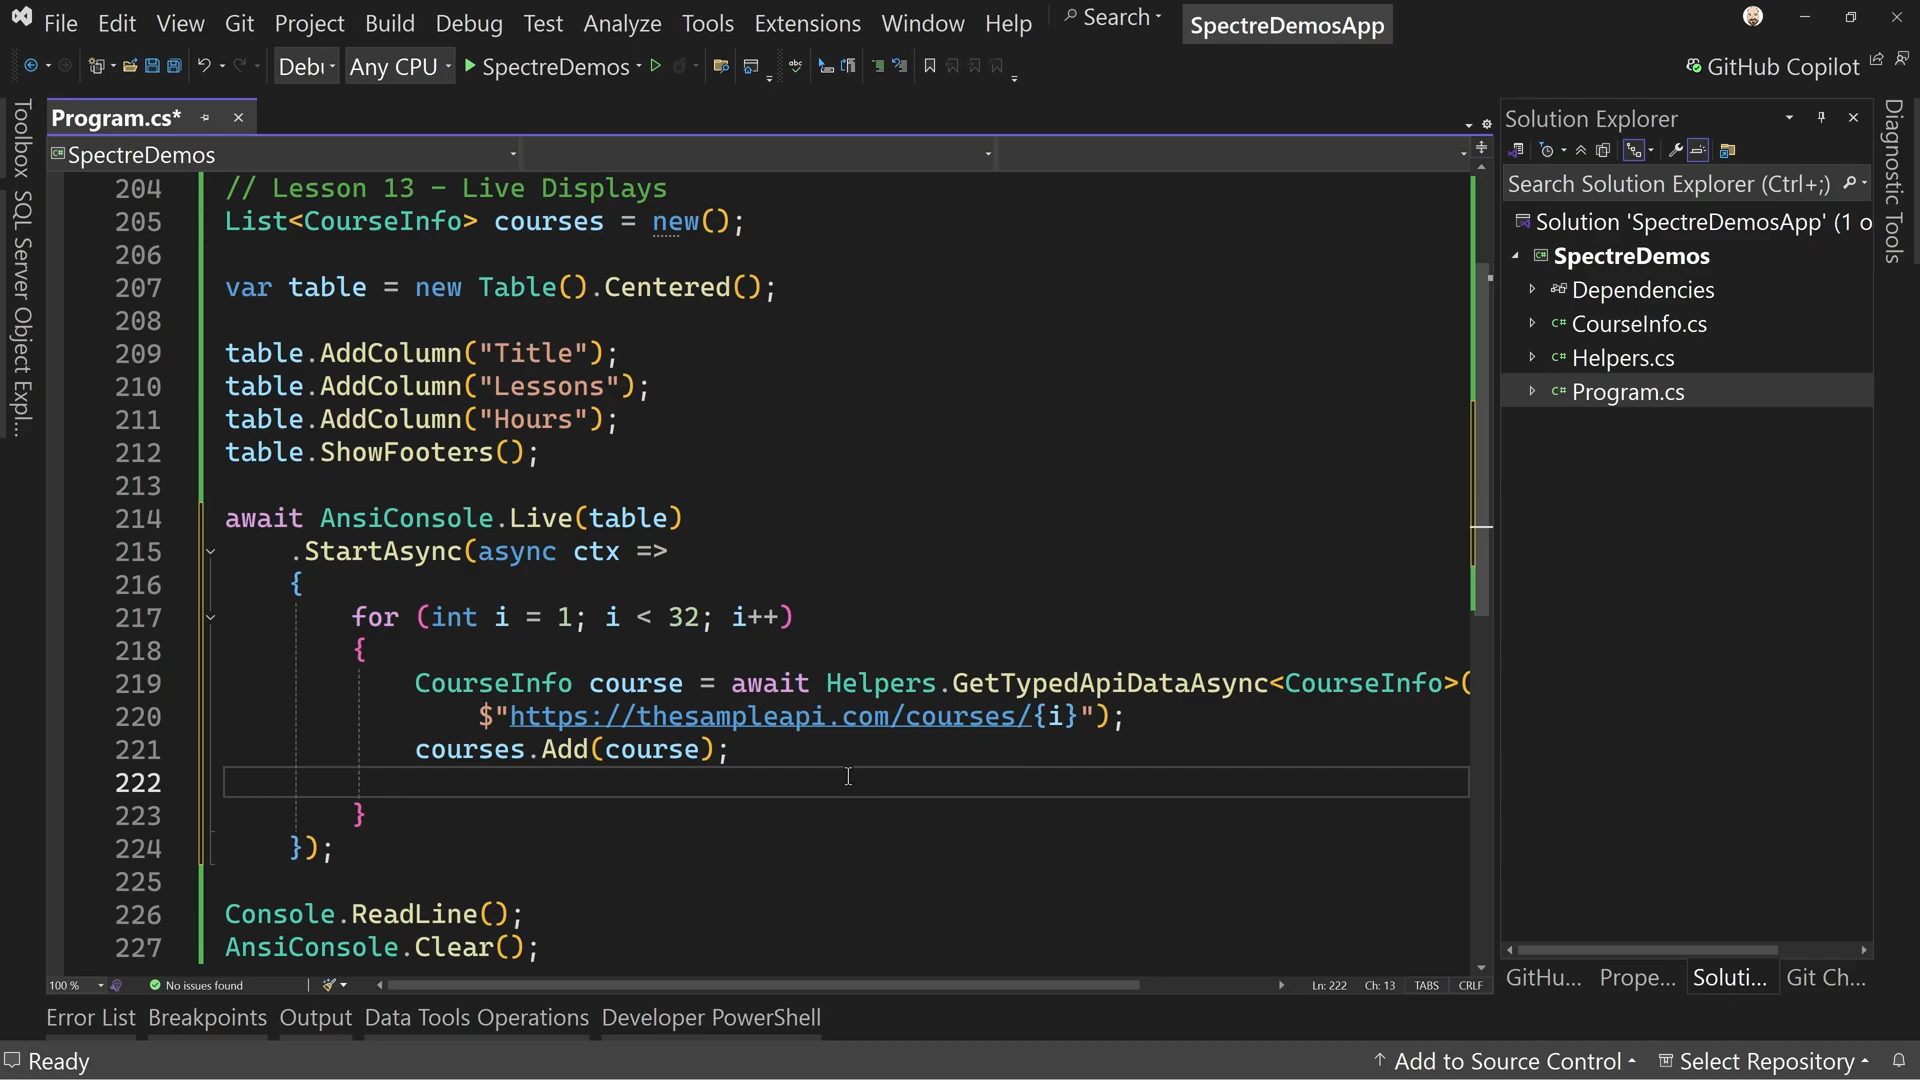 File Edit View Git Project Build Debug Test Analyze Tools Extensions Window Help Search SpectreDemosApp
Debu Any CPU SpectreDemos GitHub Copilot
Toolbox
SQL Server Object Expl...
Program.cs*
SpectreDemos
204 // Lesson 13 - Live Displays
205 List<CourseInfo> courses = new();
206
207 var table = new Table().Centered();
208
209 table.AddColumn("Title");
210 table.AddColumn("Lessons");
211 table.AddColumn("Hours");
212 table.ShowFooters();
213
214 await AnsiConsole.Live(table)
215 .StartAsync(async ctx =>
216 {
217 for (int i = 1; i < 32; i++)
218 {
219 CourseInfo course = await Helpers.GetTypedApiDataAsync<CourseInfo>(
220 $"https://thesampleapi.com/courses/{i}");
221 courses.Add(course);
222
223 }
224 });
225
226 Console.ReadLine();
227 AnsiConsole.Clear();
100 % No issues found Ln: 222 Ch: 13 TABS CRLF
Solution Explorer
Search Solution Explorer (Ctrl+;)
Solution 'SpectreDemosApp' (1 o
SpectreDemos
Dependencies
C# CourseInfo.cs
C# Helpers.cs
C# Program.cs
GitHu... Prope... Soluti... Git Ch...
Diagnostic Tools
Error List Breakpoints Output Data Tools Operations Developer PowerShell
Ready Add to Source Control Select Repository